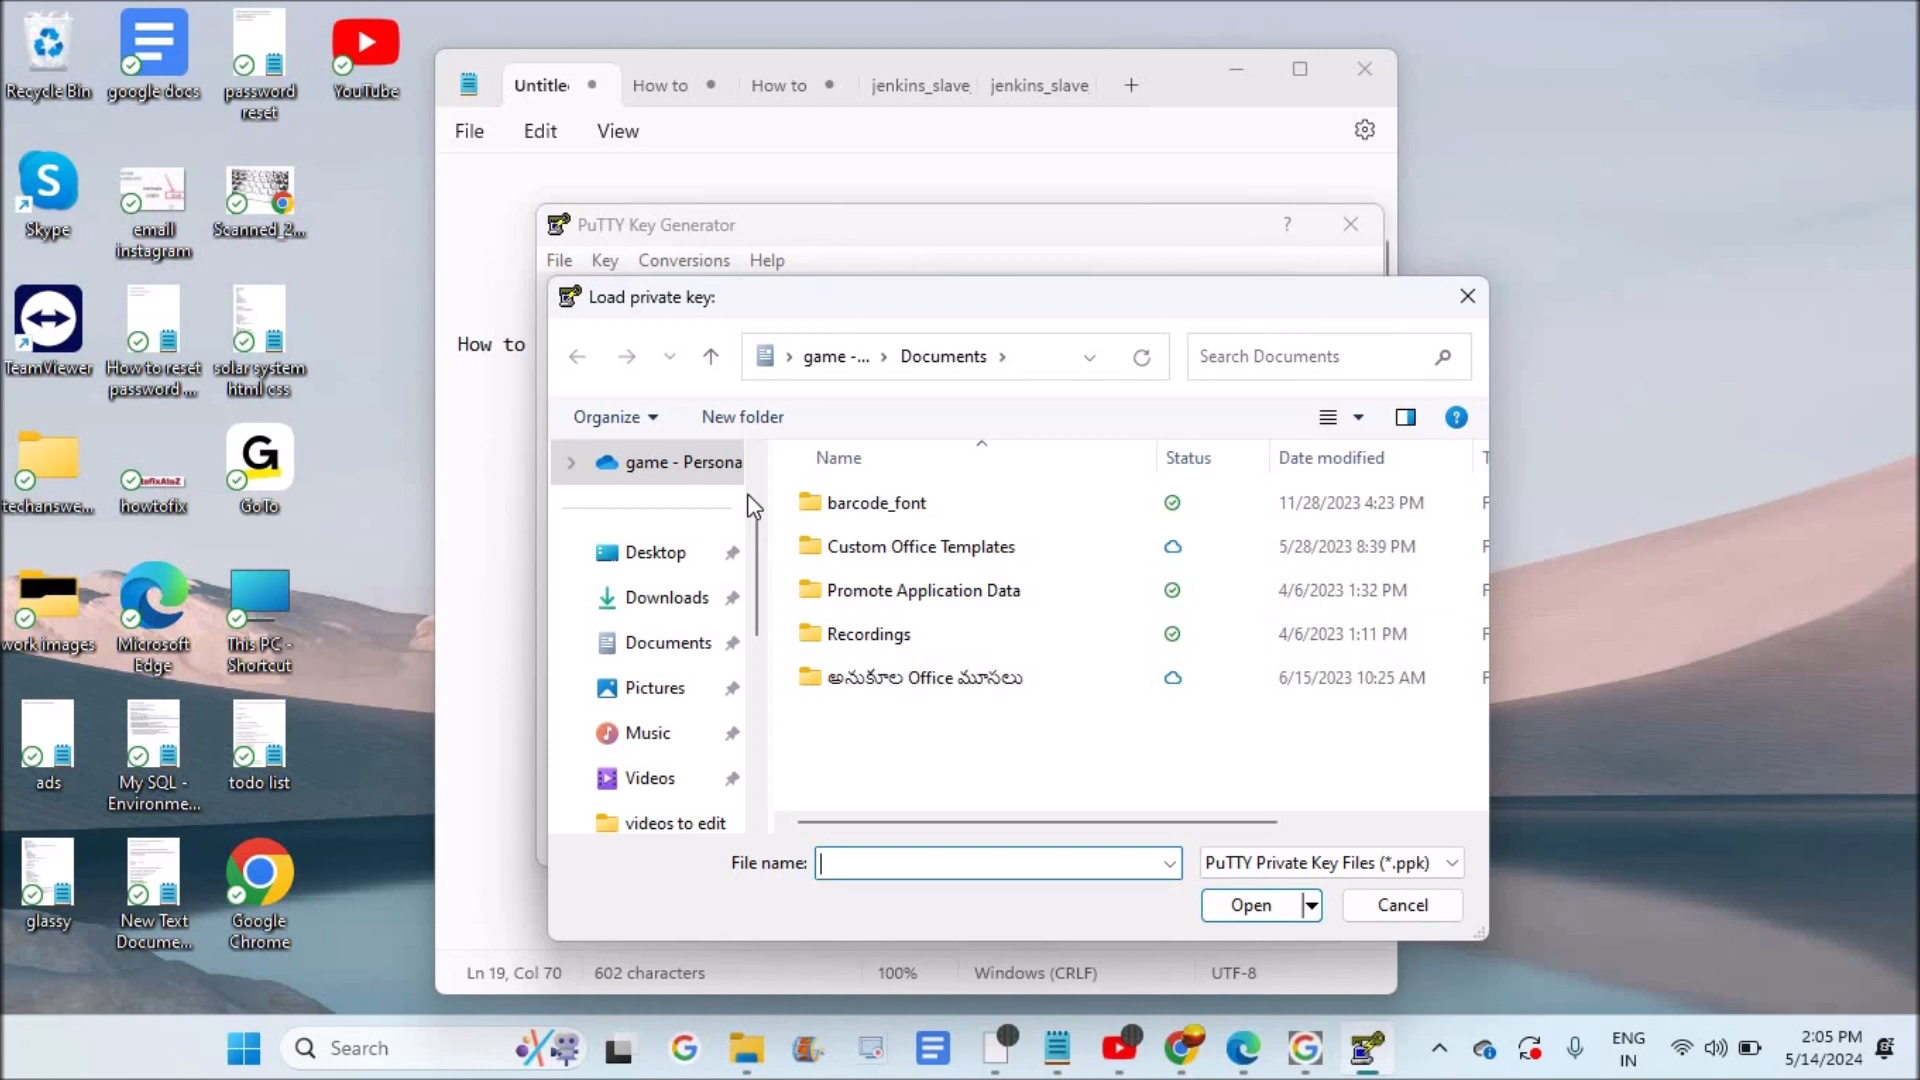 Recycle Bin
google docs
password
reset
YouTube
Skype
email
instagram
Scanned_2...
TeamViewer
How to reset
password ...
solar system
html css
techanswe...
howtofix
G
GoTo
work images
Microsoft
Edge
This PC -
Shortcut
ads
My SQL -
Environme...
todo list
glassy
New Text
Docume...
Google
Chrome
Untitle
How to
How to
jenkins_slave
jenkins_slave
File
Edit
View
How to
PuTTY Key Generator
?
File
Key
Conversions
Help
Load private key:
game -...
Documents
Search Documents
Organize
New folder
game - Persona
Desktop
Downloads
Documents
Pictures
Music
Videos
videos to edit
Name
Status
Date modified
barcode_font
11/28/2023 4:23 PM
Custom Office Templates
5/28/2023 8:39 PM
Promote Application Data
4/6/2023 1:32 PM
Recordings
4/6/2023 1:11 PM
అనుకూల Office మూసలు
6/15/2023 10:25 AM
File name:
PuTTY Private Key Files (*.ppk)
Open
Cancel
Ln 19, Col 70
602 characters
100%
Windows (CRLF)
UTF-8
Search
ENG
IN
2:05 PM
5/14/2024